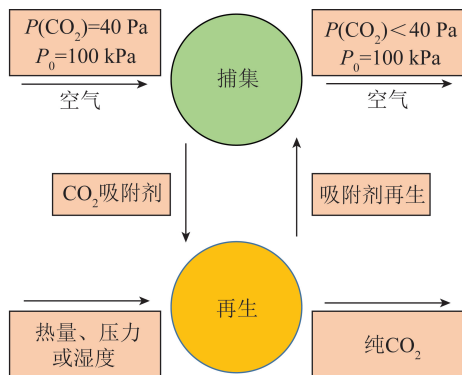 P(CO₂)=40 Pa
P₀=100 kPa
空气
捕集
P(CO₂)<40 Pa
P₀=100 kPa
空气
CO₂吸附剂
吸附剂再生
热量、压力
或湿度
再生
纯CO₂